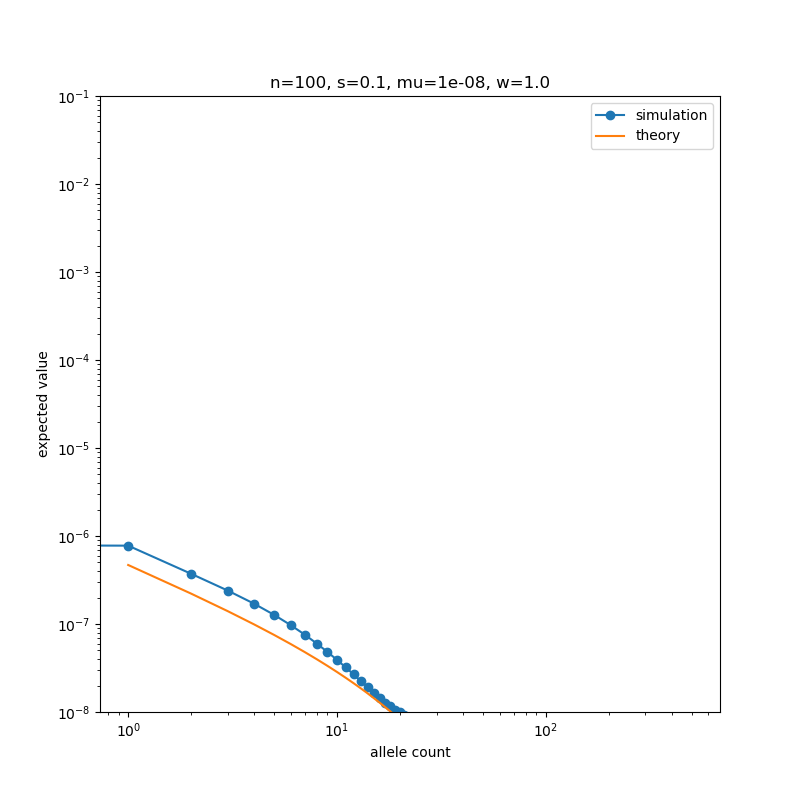 n=100, s=0.1, mu=1e-08, w=1.0
simulation
theory
expected value
10⁻¹
10⁻²
10⁻³
10⁻⁴
10⁻⁵
10⁻⁶
10⁻⁷
10⁻⁸
10⁰
10¹
10²
allele count